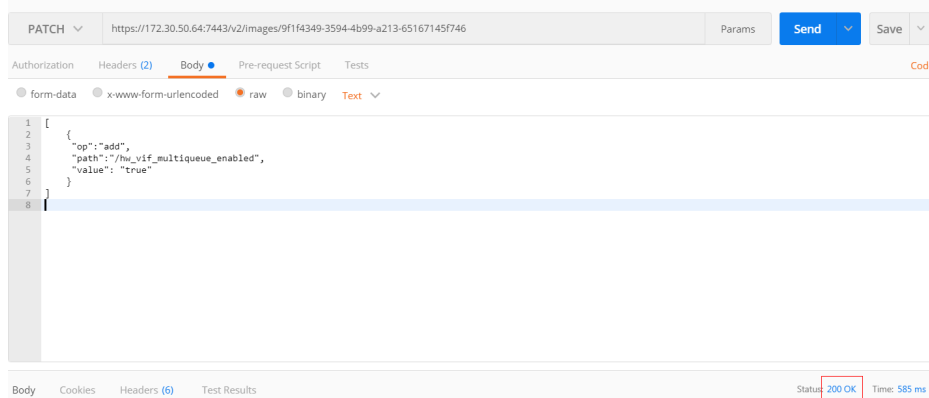 PATCH https://172.30.50.64:7443/v2/images/9f1f4349-3594-4b99-a213-65167145f746 Params Send Save
Authorization Headers (2) Body Pre-request Script Tests Cod
form-data x-www-form-urlencoded raw binary Text
1 [
2 {
3 "op":"add",
4 "path":"/hw_vif_multiqueue_enabled",
5 "value": "true"
6 }
7 ]
8
Body Cookies Headers (6) Test Results Status: 200 OK Time: 585 ms